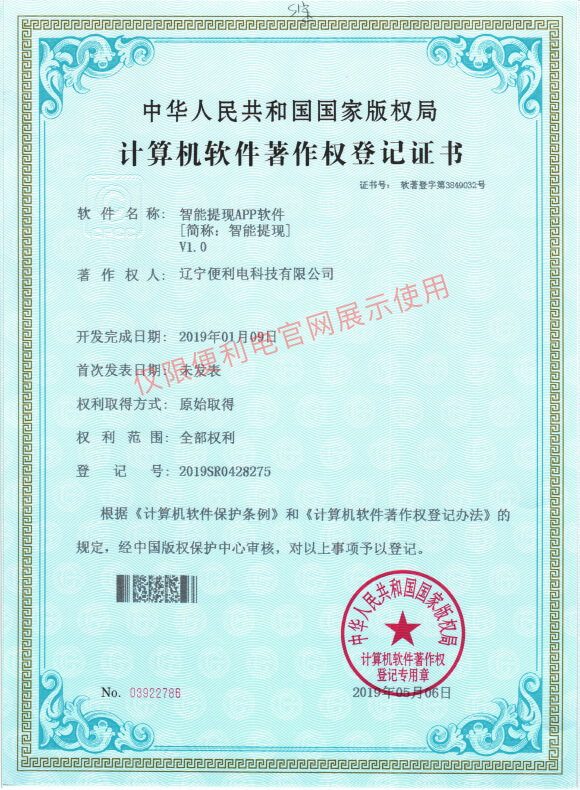 中华人民共和国国家版权局
计算机软件著作权登记证书
证书号： 软著登字第3849032号
软件名称： 智能提现APP软件
[简称：智能提现]
V1.0
著作权人： 辽宁便利电科技有限公司
仅限便利电官网展示使用
开发完成日期： 2019年01月09日
首次发表日期： 未发表
权利取得方式： 原始取得
权利范围： 全部权利
登记号： 2019SR0428275
根据《计算机软件保护条例》和《计算机软件著作权登记办法》的
规定，经中国版权保护中心审核，对以上事项予以登记。
中华人民共和国国家版权局
计算机软件著作权
登记专用章
No. 03922786
2019年05月06日